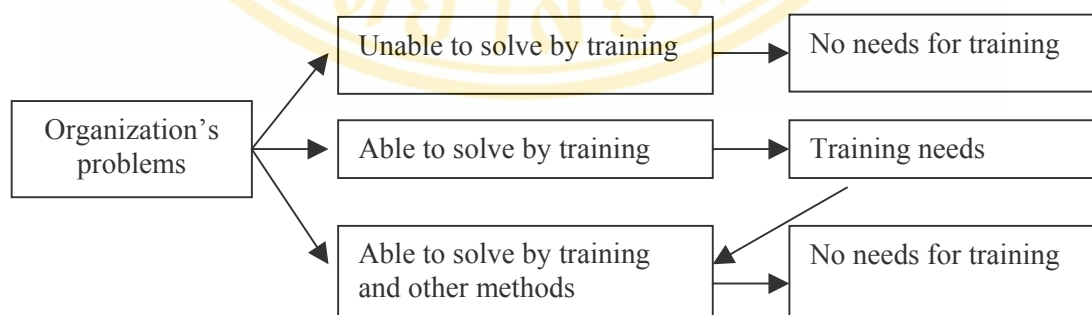 Unable to solve by training
No needs for training
Organization’s
problems
Able to solve by training
Training needs
Able to solve by training
and other methods
No needs for training